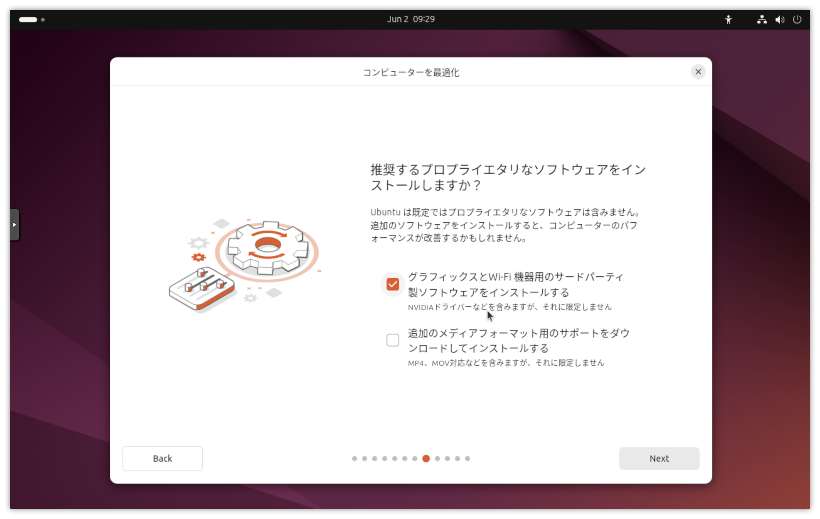 Jun 2 09:29
コンピューターを最適化
推奨するプロプライエタリなソフトウェアをイン
ストールしますか？
Ubuntu は既定ではプロプライエタリなソフトウェアは含みません。
追加のソフトウェアをインストールすると、コンピューターのパフ
ォーマンスが改善するかもしれません。
グラフィックスとWi-Fi 機器用のサードパーティ
製ソフトウェアをインストールする
NVIDIAドライバーなどを含みますが、それに限定しません
追加のメディアフォーマット用のサポートをダウ
ンロードしてインストールする
MP4、MOV対応などを含みますが、それに限定しません
Back
Next